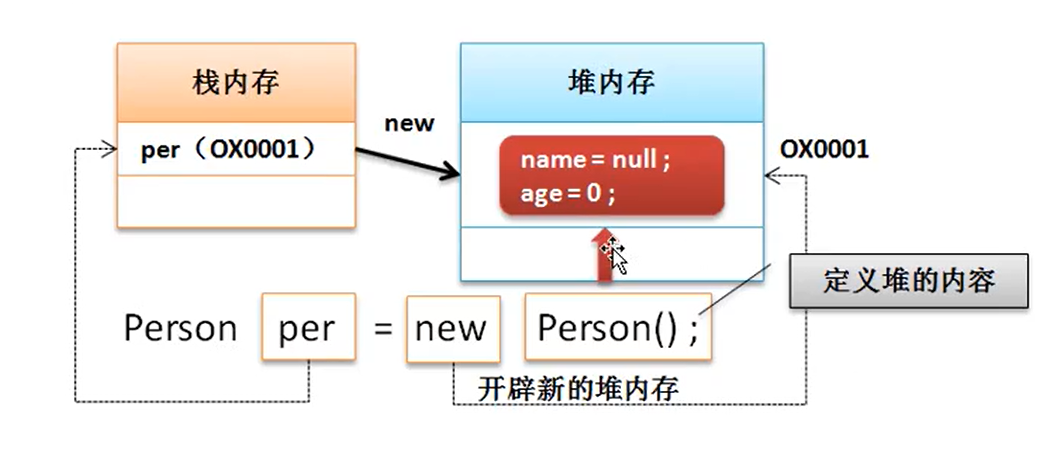 栈内存
堆内存
per（OX0001）
new
name = null ;
age = 0 ;
OX0001
定义堆的内容
Person per = new Person() ;
开辟新的堆内存